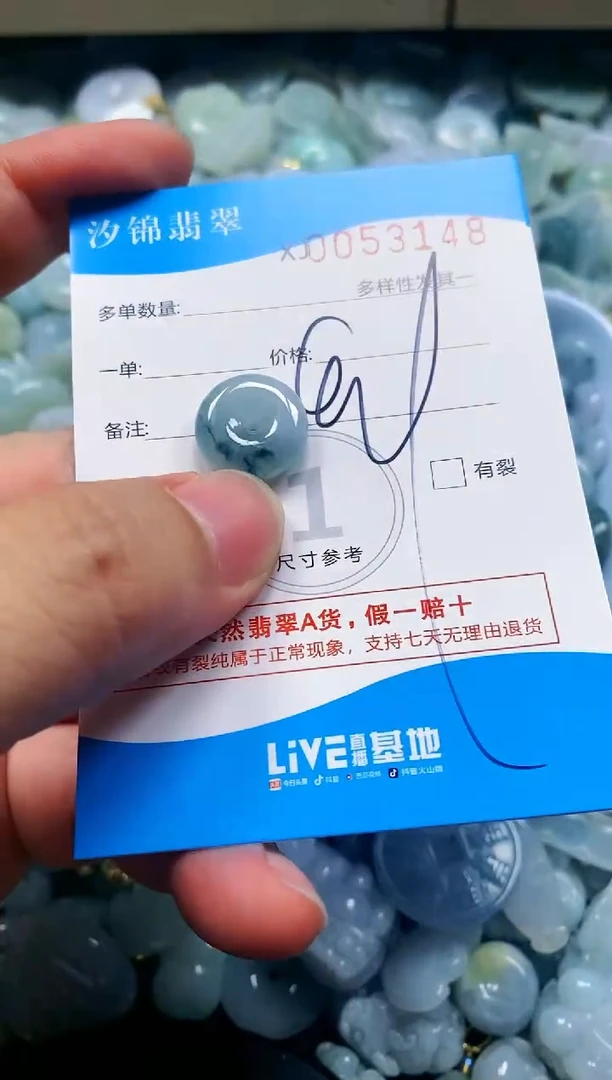 汐锦翡翠
XJ0053148
多单数量:
多样性发其一
一单:
价格:
备注:
有裂
1
尺寸参考
然翡翠A货，假一赔十
有裂纯属于正常现象，支持七天无理由退货
LiVE直播基地
今日头条 抖音 西瓜视频 抖音火山版